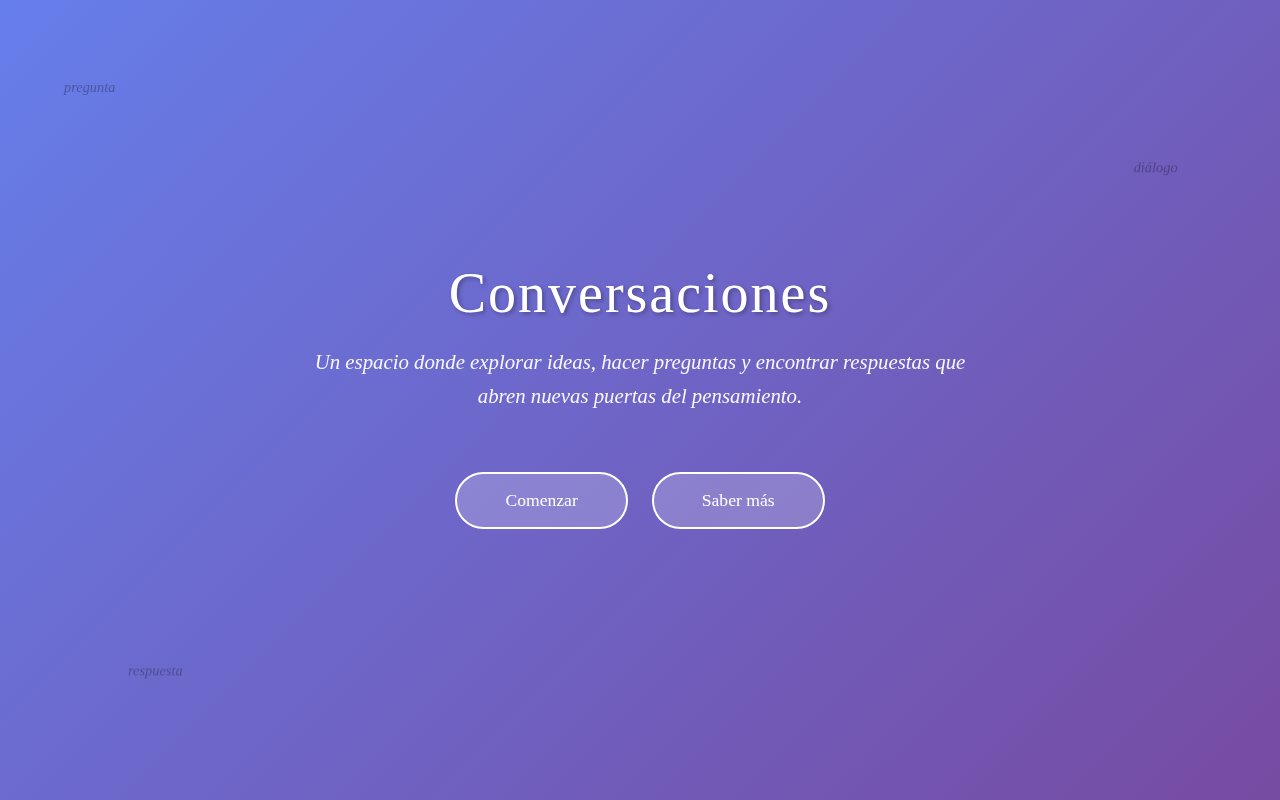 pregunta
diálogo
Conversaciones
Un espacio donde explorar ideas, hacer preguntas y encontrar respuestas que
abren nuevas puertas del pensamiento.
Comenzar
Saber más
respuesta